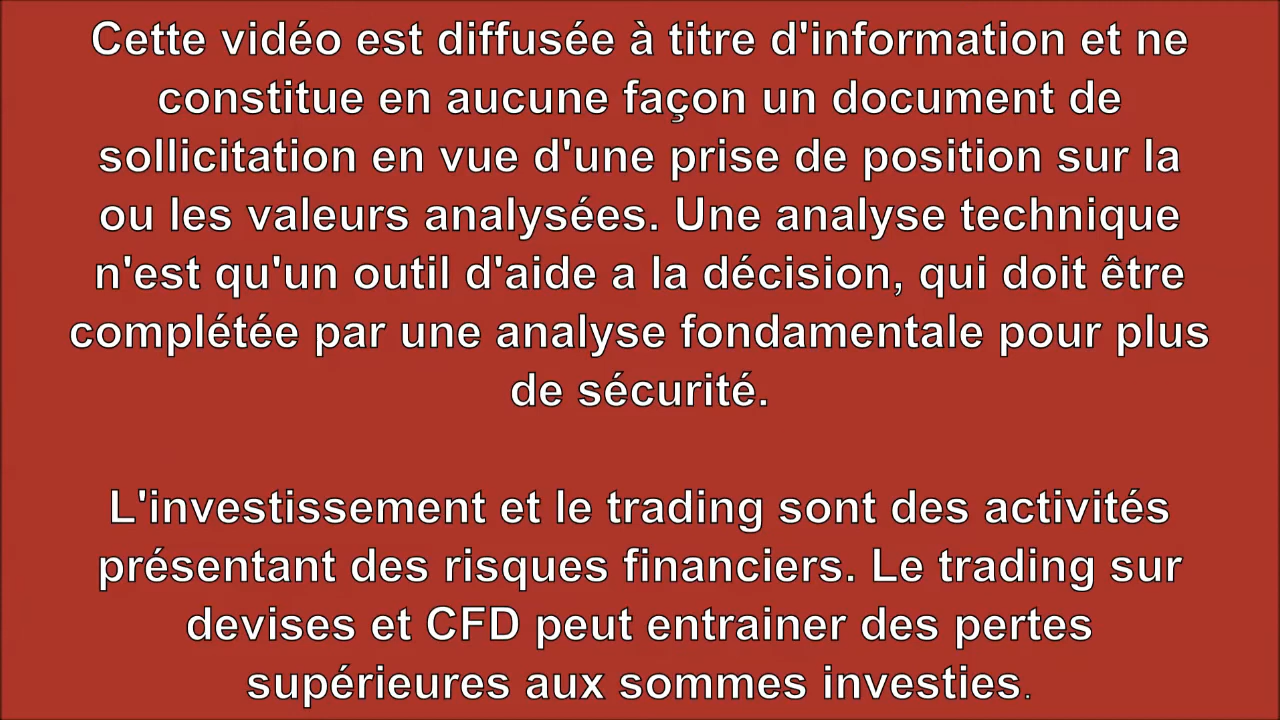 Cette vidéo est diffusée à titre d'information et ne
constitue en aucune façon un document de
sollicitation en vue d'une prise de position sur la
ou les valeurs analysées. Une analyse technique
n'est qu'un outil d'aide a la décision, qui doit être
complétée par une analyse fondamentale pour plus
de sécurité.
L'investissement et le trading sont des activités
présentant des risques financiers. Le trading sur
devises et CFD peut entrainer des pertes
supérieures aux sommes investies.